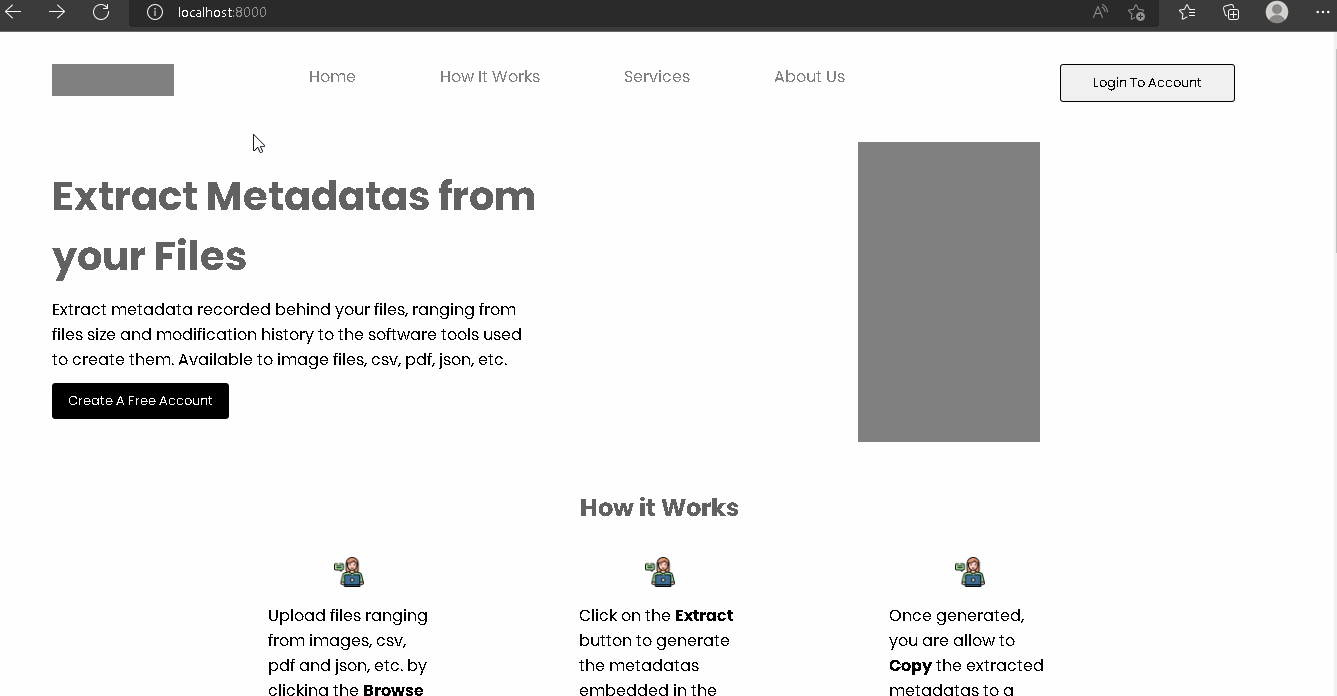 localhost:8000
Home How It Works Services About Us Login To Account
Extract Metadatas from
your Files
Extract metadata recorded behind your files, ranging from
files size and modification history to the software tools used
to create them. Available to image files, csv, pdf, json, etc.
Create A Free Account
How it Works
Upload files ranging
from images, csv,
pdf and json, etc. by
clicking the Browse
Click on the Extract
button to generate
the metadatas
embedded in the
Once generated,
you are allow to
Copy the extracted
metadatas to a